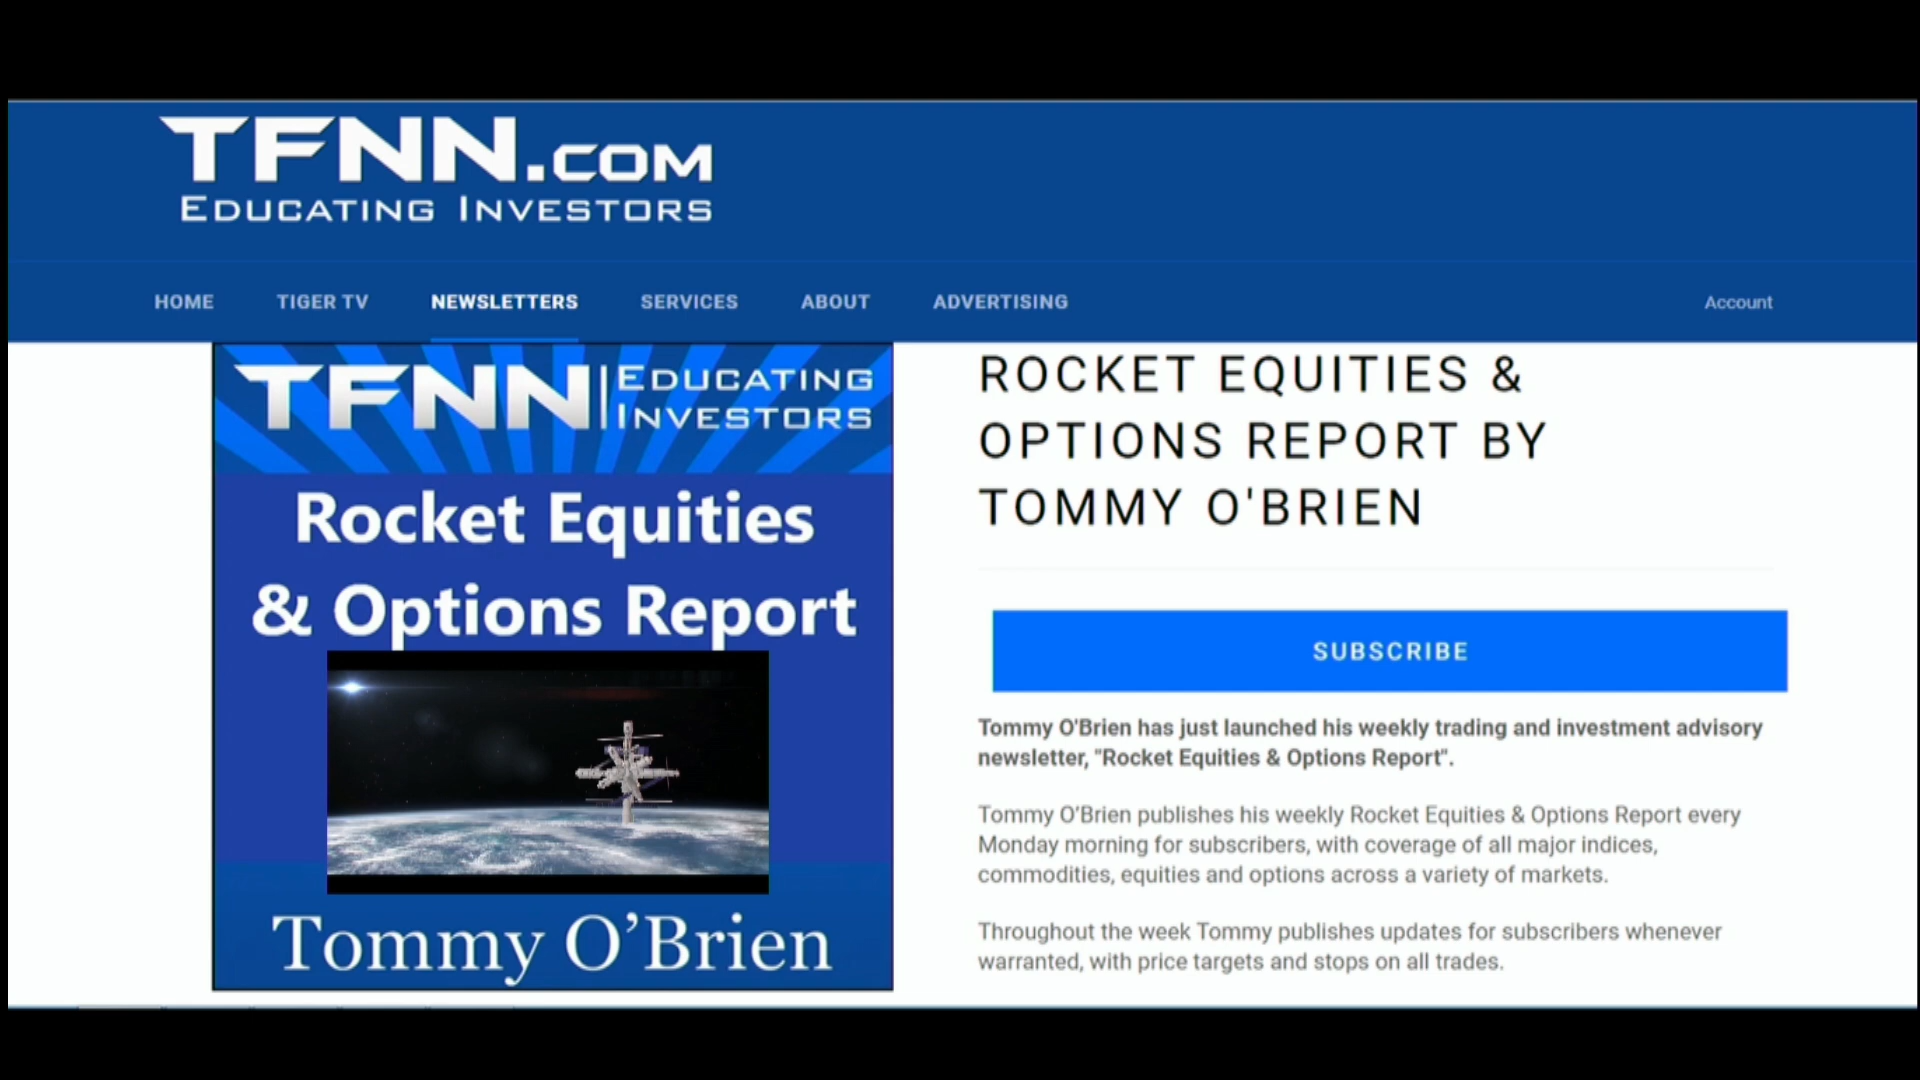 TFNN.COM
EDUCATING INVESTORS
HOME TIGER TV NEWSLETTERS SERVICES ABOUT ADVERTISING Account
TFNN EDUCATING
INVESTORS
Rocket Equities
& Options Report
Tommy O’Brien
ROCKET EQUITIES &
OPTIONS REPORT BY
TOMMY O'BRIEN
SUBSCRIBE
Tommy O'Brien has just launched his weekly trading and investment advisory
newsletter, "Rocket Equities & Options Report".
Tommy O'Brien publishes his weekly Rocket Equities & Options Report every
Monday morning for subscribers, with coverage of all major indices,
commodities, equities and options across a variety of markets.
Throughout the week Tommy publishes updates for subscribers whenever
warranted, with price targets and stops on all trades.